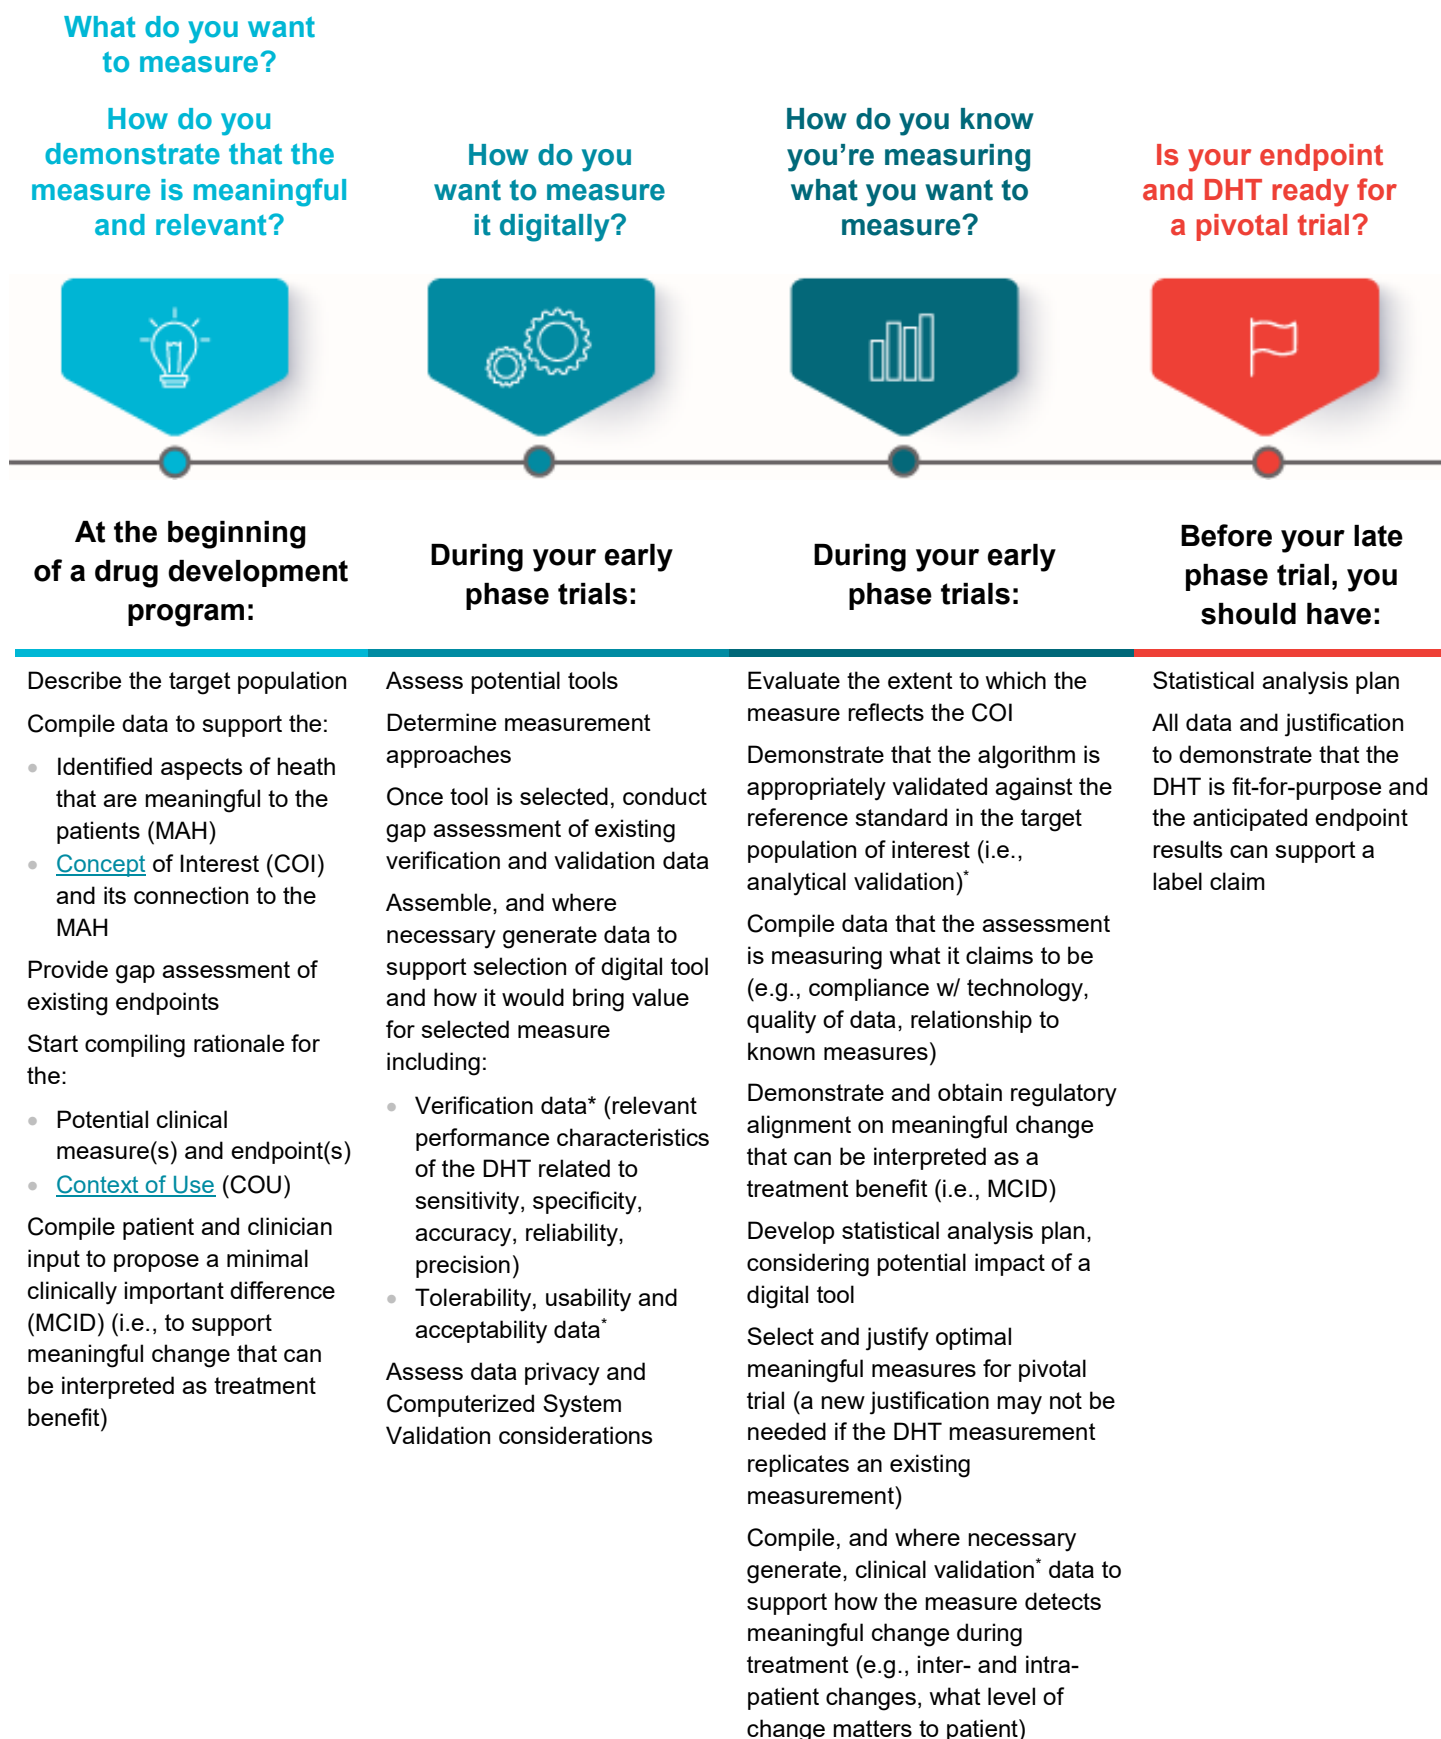 What do you want
to measure?
How do you
demonstrate that the
measure is meaningful
and relevant?
How do you
want to measure
it digitally?
How do you know
you’re measuring
what you want to
measure?
Is your endpoint
and DHT ready for
a pivotal trial?
At the beginning
of a drug development
program:
During your early
phase trials:
During your early
phase trials:
Before your late
phase trial, you
should have:
Describe the target population
Compile data to support the:
• Identified aspects of heath
that are meaningful to the
patients (MAH)
• Concept of Interest (COI)
and its connection to the
MAH
Provide gap assessment of
existing endpoints
Start compiling rationale for
the:
• Potential clinical
measure(s) and endpoint(s)
• Context of Use (COU)
Compile patient and clinician
input to propose a minimal
clinically important difference
(MCID) (i.e., to support
meaningful change that can
be interpreted as treatment
benefit)
Assess potential tools
Determine measurement
approaches
Once tool is selected, conduct
gap assessment of existing
verification and validation data
Assemble, and where
necessary generate data to
support selection of digital tool
and how it would bring value
for selected measure
including:
• Verification data* (relevant
performance characteristics
of the DHT related to
sensitivity, specificity,
accuracy, reliability,
precision)
• Tolerability, usability and
acceptability data*
Assess data privacy and
Computerized System
Validation considerations
Evaluate the extent to which the
measure reflects the COI
Demonstrate that the algorithm is
appropriately validated against the
reference standard in the target
population of interest (i.e.,
analytical validation)*
Compile data that the assessment
is measuring what it claims to be
(e.g., compliance w/ technology,
quality of data, relationship to
known measures)
Demonstrate and obtain regulatory
alignment on meaningful change
that can be interpreted as a
treatment benefit (i.e., MCID)
Develop statistical analysis plan,
considering potential impact of a
digital tool
Select and justify optimal
meaningful measures for pivotal
trial (a new justification may not be
needed if the DHT measurement
replicates an existing
measurement)
Compile, and where necessary
generate, clinical validation* data to
support how the measure detects
meaningful change during
treatment (e.g., inter- and intra-
patient changes, what level of
change matters to patient)
Statistical analysis plan
All data and justification
to demonstrate that the
DHT is fit-for-purpose and
the anticipated endpoint
results can support a
label claim